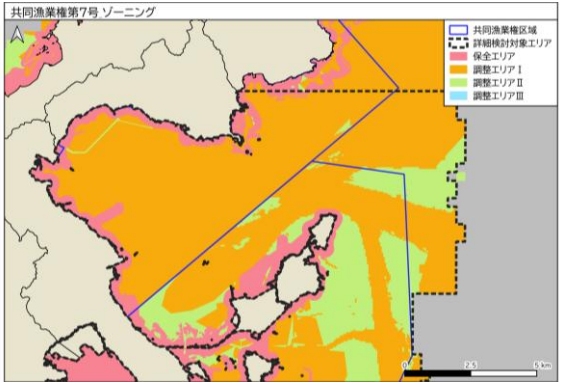 共同漁業権第7号 ゾーニング
共同漁業権区域
詳細検討対象エリア
保全エリア
調整エリアⅠ
調整エリアⅡ
調整エリアⅢ
0 2.5 5 km